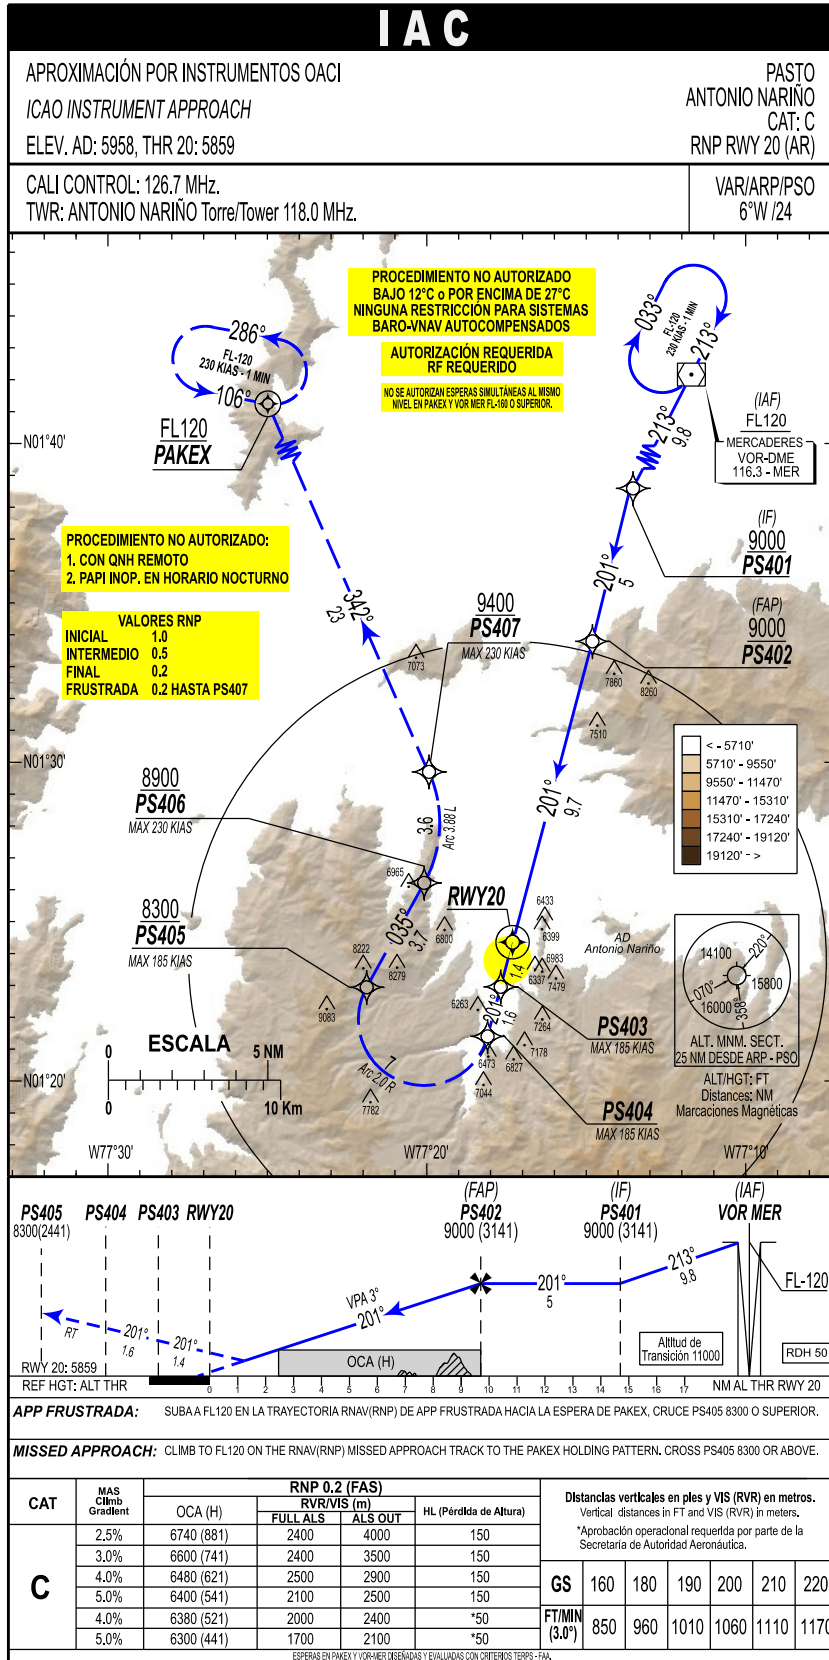 IAC
APROXIMACIÓN POR INSTRUMENTOS OACI
ICAO INSTRUMENT APPROACH
ELEV. AD: 5958, THR 20: 5859
PASTO
ANTONIO NARIÑO
CAT: C
RNP RWY 20 (AR)
CALI CONTROL: 126.7 MHz.
TWR: ANTONIO NARIÑO Torre/Tower 118.0 MHz.
VAR/ARP/PSO
6°W /24
PROCEDIMIENTO NO AUTORIZADO
BAJO 12°C o POR ENCIMA DE 27°C
NINGUNA RESTRICCIÓN PARA SISTEMAS
BARO-VNAV AUTOCOMPENSADOS
AUTORIZACIÓN REQUERIDA
RF REQUERIDO
NO SE AUTORIZAN ESPERAS SIMULTÁNEAS AL MISMO
NIVEL EN PAKEX Y VOR MER FL-160 O SUPERIOR.
286°
FL-120
230 KIAS - 1 MIN
106°
FL120
PAKEX
033°
FL-120
230 KIAS - 1 MIN
213°
213°
9.8
(IAF)
FL120
MERCADERES
VOR-DME
116.3 - MER
N01°40'
(IF)
9000
PS401
201°
5
(FAP)
9000
PS402
PROCEDIMIENTO NO AUTORIZADO:
1. CON QNH REMOTO
2. PAPI INOP. EN HORARIO NOCTURNO
VALORES RNP
INICIAL 1.0
INTERMEDIO 0.5
FINAL 0.2
FRUSTRADA 0.2 HASTA PS407
342°
23
9400
PS407
MAX 230 KIAS
7073
7860
8260
7510
N01°30'
< - 5710'
5710' - 9550'
9550' - 11470'
11470' - 15310'
15310' - 17240'
17240' - 19120'
19120' - >
8900
PS406
MAX 230 KIAS
3.6
Arc 3.88 L
201°
9.7
6965
RWY20
8300
PS405
MAX 185 KIAS
035°
3.7
6800
6433
6399
AD
Antonio Nariño
8222
8279
6983
6337
7479
1.4
9083
6263
201°
1.6
7264
PS403
MAX 185 KIAS
220°
14100
15800
070°
16000
358°
ALT. MNM. SECT.
25 NM DESDE ARP - PSO
ALT/HGT: FT
Distances: NM
Marcaciones Magnéticas
ESCALA
0 5 NM
0 10 Km
7
Arc 2.0 R
6473
6827
7178
7044
7782
PS404
MAX 185 KIAS
N01°20'
W77°30'
W77°20'
W77°10'
PS405
8300(2441)
PS404
PS403
RWY20
(FAP)
PS402
9000 (3141)
(IF)
PS401
9000 (3141)
(IAF)
VOR MER
213°
9.8
FL-120
201°
5
VPA 3°
201°
RT
201°
1.6
201°
1.4
OCA (H)
Altitud de
Transición 11000
RDH 50
RWY 20: 5859
REF HGT: ALT THR
0 1 2 3 4 5 6 7 8 9 10 11 12 13 14 15 16 17
NM AL THR RWY 20
APP FRUSTRADA: SUBA A FL120 EN LA TRAYECTORIA RNAV(RNP) DE APP FRUSTRADA HACIA LA ESPERA DE PAKEX, CRUCE PS405 8300 O SUPERIOR.
MISSED APPROACH: CLIMB TO FL120 ON THE RNAV(RNP) MISSED APPROACH TRACK TO THE PAKEX HOLDING PATTERN. CROSS PS405 8300 OR ABOVE.
CAT
MAS
Climb
Gradient
RNP 0.2 (FAS)
OCA (H)
RVR/VIS (m)
FULL ALS ALS OUT
HL (Pérdida de Altura)
C
2.5% 6740 (881) 2400 4000 150
3.0% 6600 (741) 2400 3500 150
4.0% 6480 (621) 2500 2900 150
5.0% 6400 (541) 2100 2500 150
4.0% 6380 (521) 2000 2400 *50
5.0% 6300 (441) 1700 2100 *50
Distancias verticales en pies y VIS (RVR) en metros.
Vertical distances in FT and VIS (RVR) in meters.
*Aprobación operacional requerida por parte de la
Secretaría de Autoridad Aeronáutica.
GS 160 180 190 200 210 220
FT/MIN
(3.0°) 850 960 1010 1060 1110 1170
ESPERAS EN PAKEX Y VOR-MER DISEÑADAS Y EVALUADAS CON CRITERIOS TERPS - FAA.